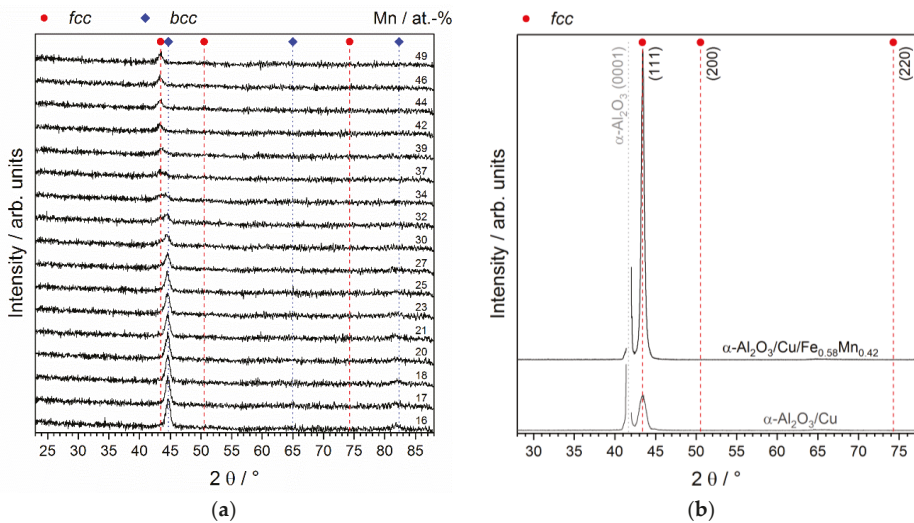 fcc bcc Mn / at.-%
49
46
44
42
39
37
34
32
30
27
25
23
21
20
18
17
16
Intensity / arb. units
25 30 35 40 45 50 55 60 65 70 75 80 85
2 θ / °
(a)
fcc
α-Al2O3 (0001)
(111)
(200)
(220)
α-Al2O3/Cu/Fe0.58Mn0.42
α-Al2O3/Cu
Intensity / arb. units
30 35 40 45 50 55 60 65 70 75
2 θ / °
(b)